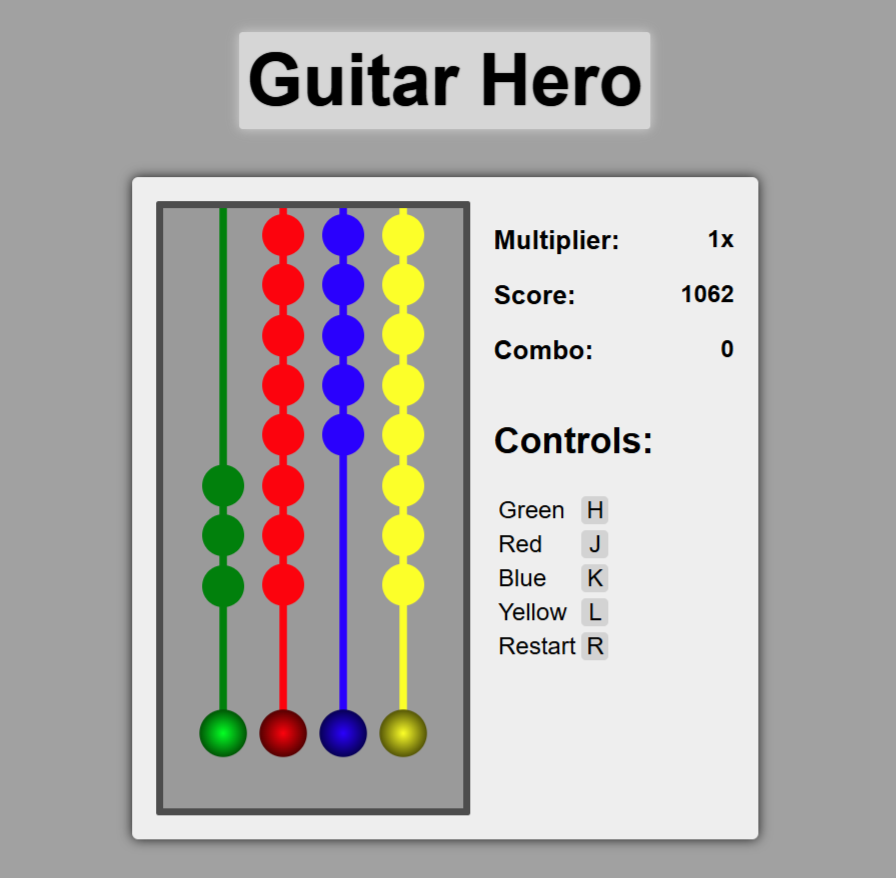 Guitar Hero
Multiplier: 1x
Score: 1062
Combo: 0
Controls:
Green H
Red J
Blue K
Yellow L
Restart R